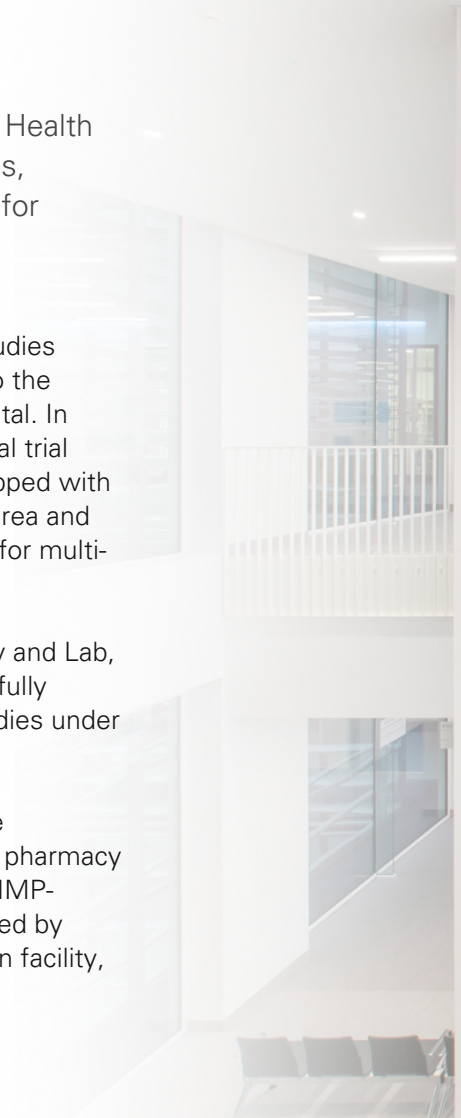 Health
s,
for
udies
o the
tal. In
al trial
pped with
rea and
for multi-
y and Lab,
fully
dies under
e
pharmacy
IMP-
ed by
n facility,